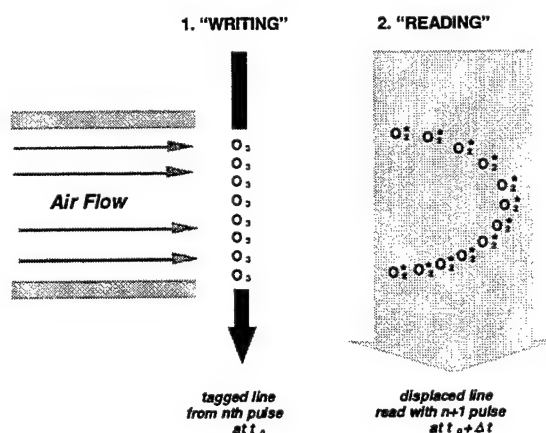 1. "WRITING"
2. "READING"
O₃
O₃
O₃
O₃
O₃
O₃
O₃
O₃
Air Flow
O₂*
O₂*
O₂*
O₂*
O₂*
O₂*
O₂*
O₂*
O₂*
O₂*
O₂*
O₂*
tagged line
from nth pulse
at t₀
displaced line
read with n+1 pulse
at t₀+Δt